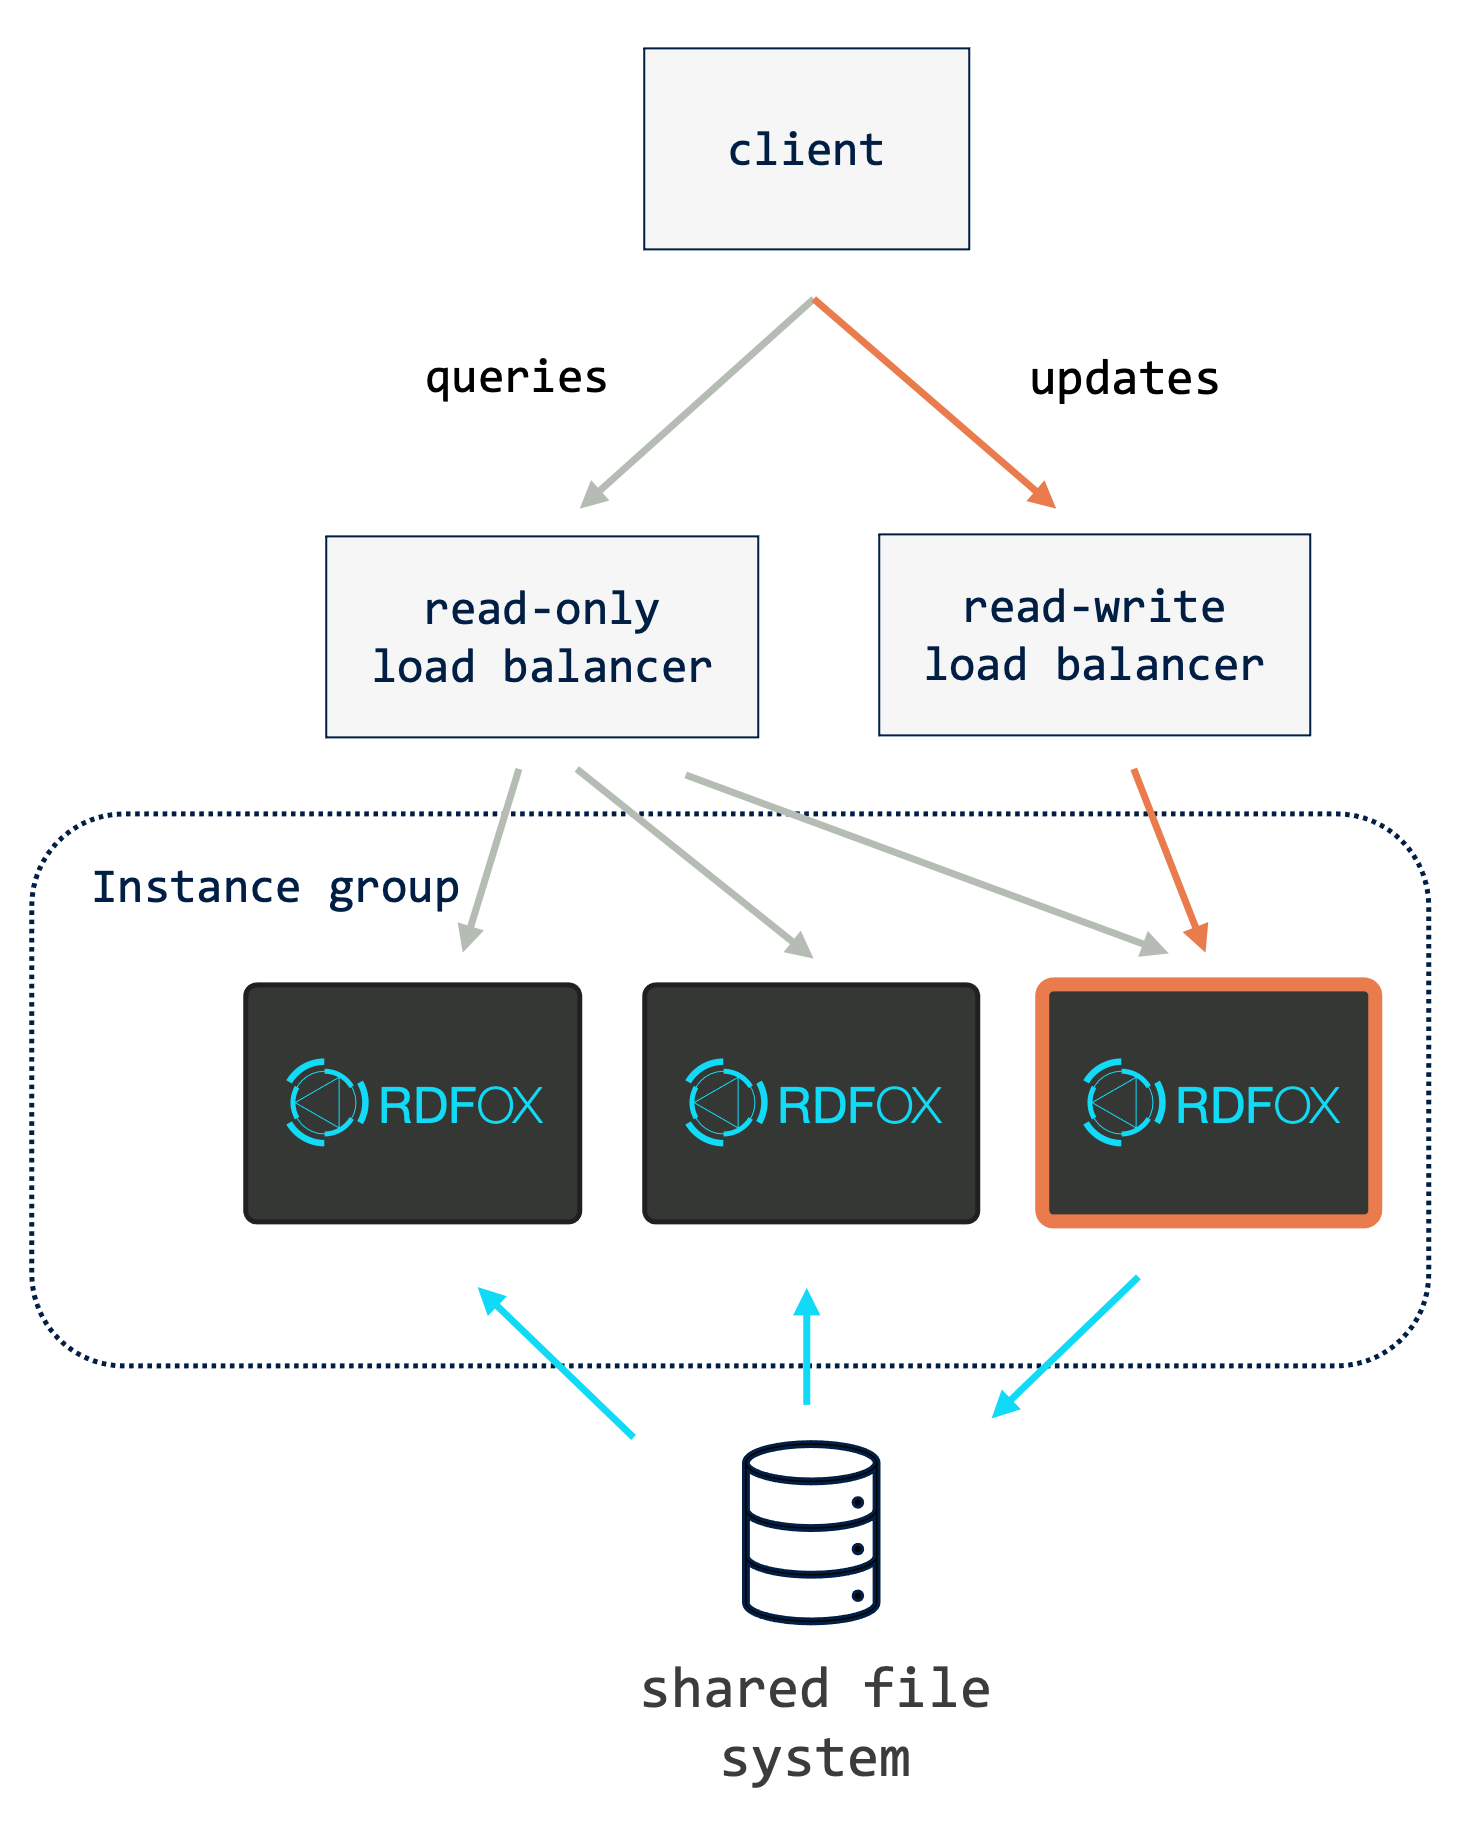 client
queries
updates
read-only
load balancer
read-write
load balancer
Instance group
RDFOX
RDFOX
RDFOX
shared file
system